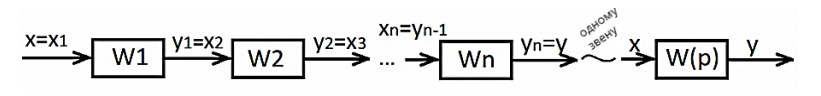 x=x1 W1 y1=x2 W2 y2=x3 ... xn=yn-1 Wn yn=y одному звену x W(p) y